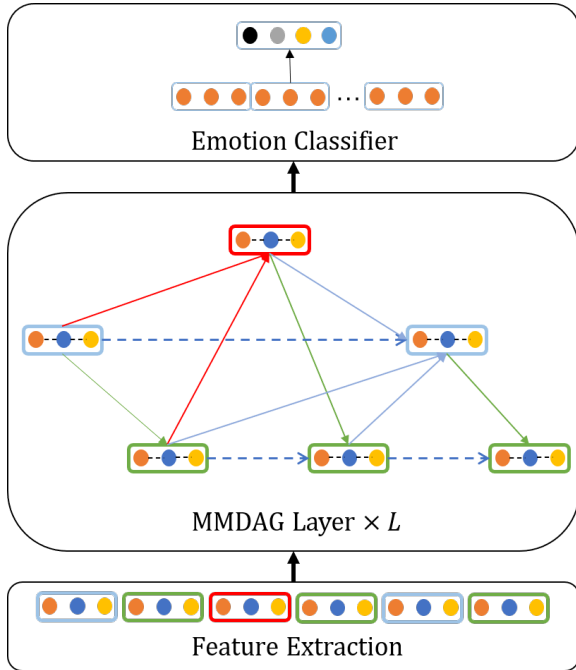 ...
Emotion Classifier
MMDAG Layer × L
Feature Extraction